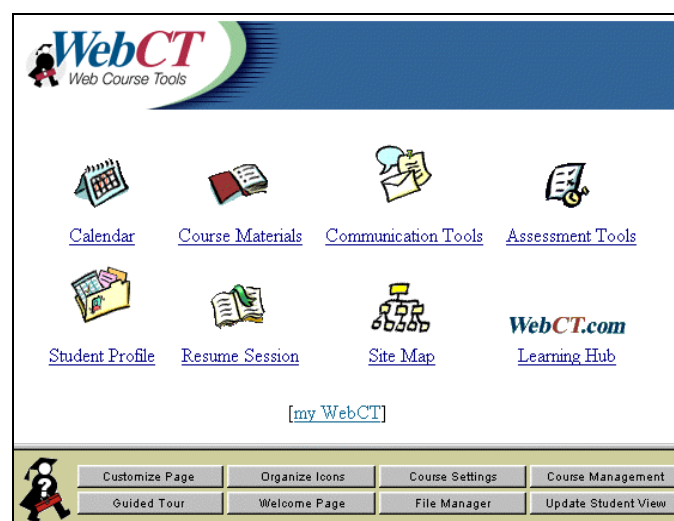 WebCT
Web Course Tools
Calendar Course Materials Communication Tools Assessment Tools
WebCT.com
Student Profile Resume Session Site Map Learning Hub
[my WebCT]
Customize Page Organize Icons Course Settings Course Management
Guided Tour Welcome Page File Manager Update Student View